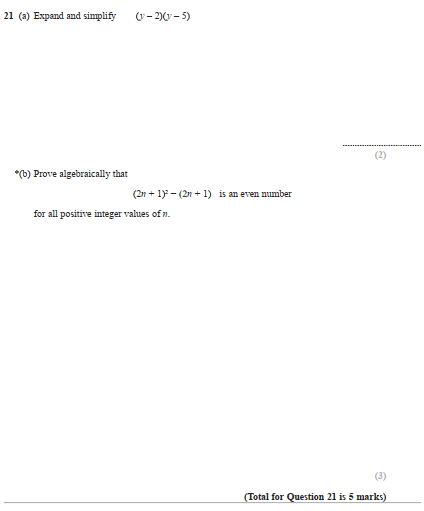 21 (a) Expand and simplify (y – 2)(y – 5)
(2)
*(b) Prove algebraically that
(2n + 1)² – (2n + 1) is an even number
for all positive integer values of n.
(3)
(Total for Question 21 is 5 marks)